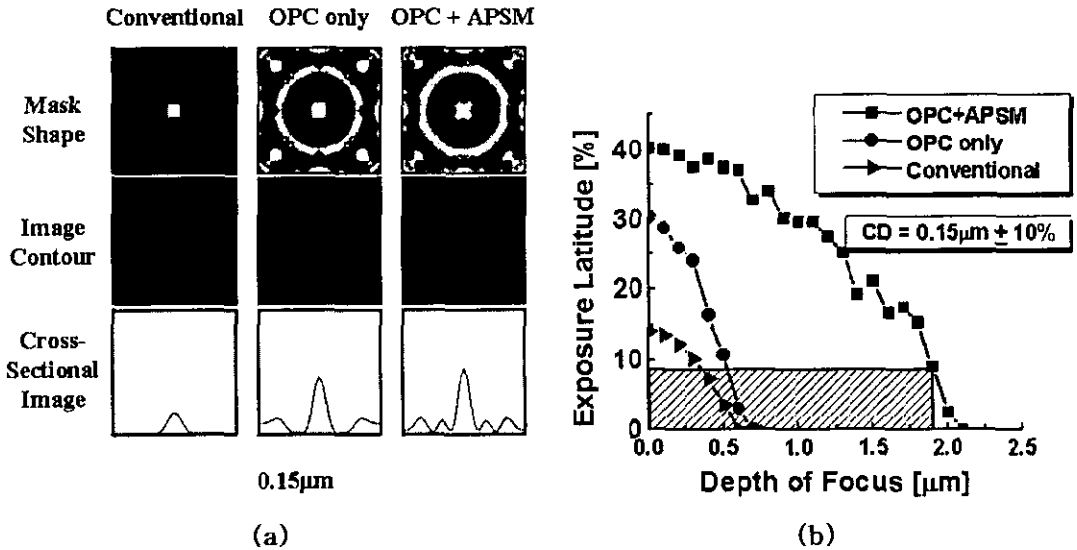 Conventional OPC only OPC + APSM
Mask
Shape
Image
Contour
Cross-
Sectional
Image
0.15μm
(a)
OPC+APSM
OPC only
Conventional
CD = 0.15μm ± 10%
Exposure Latitude [%]
40
30
20
10
0
0.0 0.5 1.0 1.5 2.0 2.5
Depth of Focus [μm]
(b)